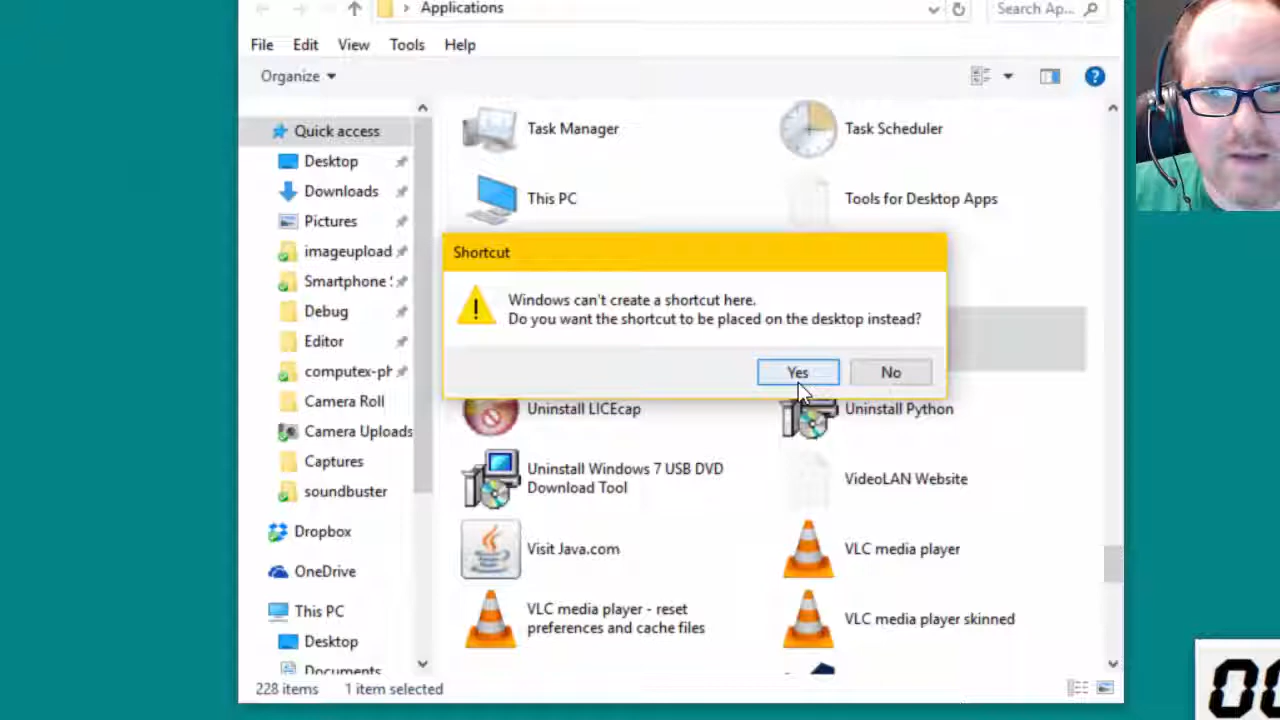 Applications
Search Ap...
File Edit View Tools Help
Organize
Quick access
Desktop
Downloads
Pictures
imageupload
Smartphone
Debug
Editor
computex-ph
Camera Roll
Camera Uploads
Captures
soundbuster
Dropbox
OneDrive
This PC
Desktop
Documents
Task Manager
Task Scheduler
This PC
Tools for Desktop Apps
Shortcut
Windows can't create a shortcut here.
Do you want the shortcut to be placed on the desktop instead?
Yes
No
Uninstall LICEcap
Uninstall Python
Uninstall Windows 7 USB DVD
Download Tool
VideoLAN Website
Visit Java.com
VLC media player
VLC media player - reset
preferences and cache files
VLC media player skinned
228 items
1 item selected